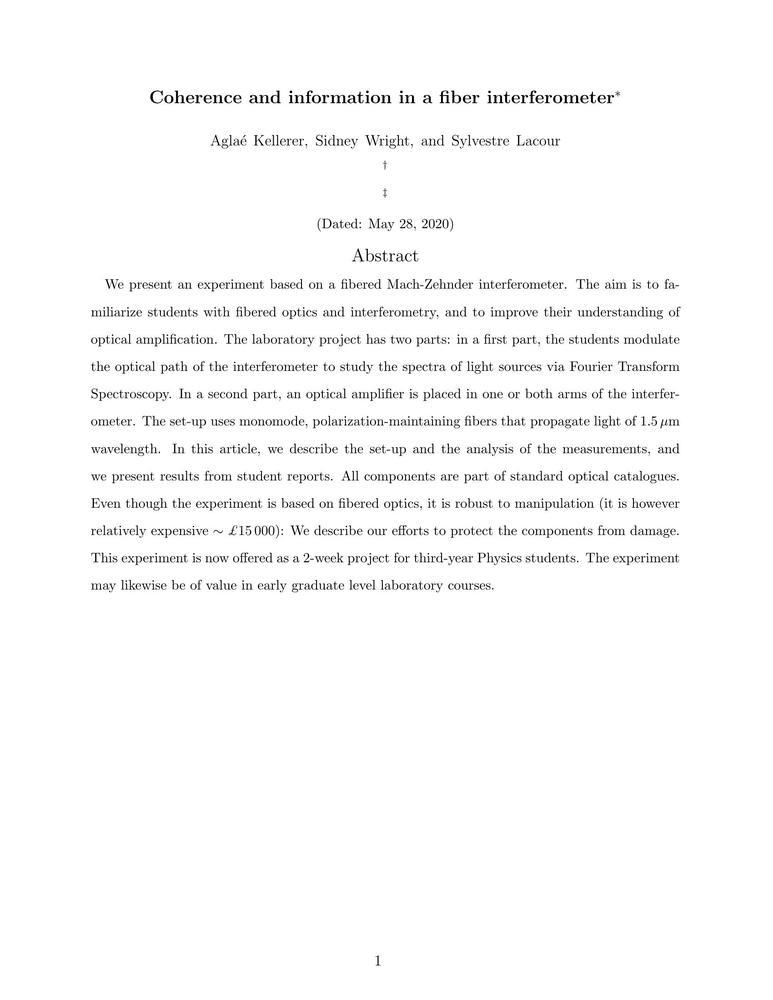 Coherence and information in a fiber interferometer*
Aglaé Kellerer, Sidney Wright, and Sylvestre Lacour
†
‡
(Dated: May 28, 2020)
Abstract
We present an experiment based on a fibered Mach-Zehnder interferometer. The aim is to fa-
miliarize students with fibered optics and interferometry, and to improve their understanding of
optical amplification. The laboratory project has two parts: in a first part, the students modulate
the optical path of the interferometer to study the spectra of light sources via Fourier Transform
Spectroscopy. In a second part, an optical amplifier is placed in one or both arms of the interfer-
ometer. The set-up uses monomode, polarization-maintaining fibers that propagate light of 1.5 μm
wavelength. In this article, we describe the set-up and the analysis of the measurements, and
we present results from student reports. All components are part of standard optical catalogues.
Even though the experiment is based on fibered optics, it is robust to manipulation (it is however
relatively expensive ∼ £15 000): We describe our efforts to protect the components from damage.
This experiment is now offered as a 2-week project for third-year Physics students. The experiment
may likewise be of value in early graduate level laboratory courses.
1